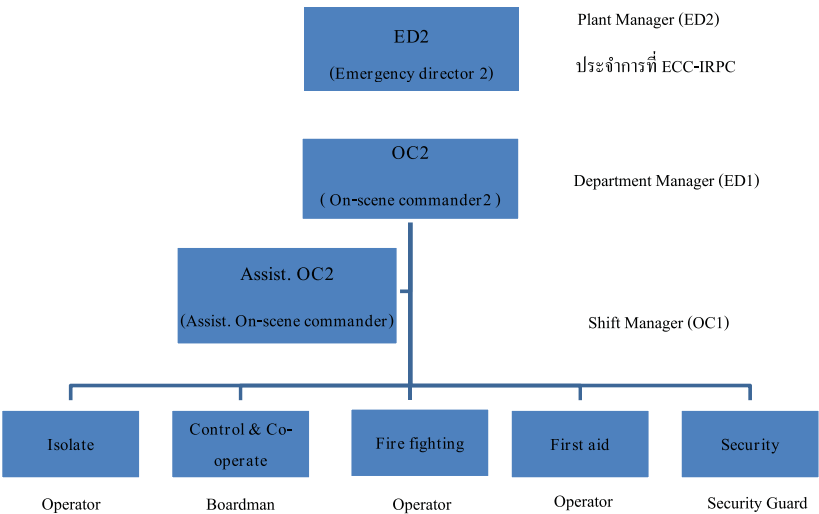 ED2
(Emergency director 2)
Plant Manager (ED2)
ประจำการที่ ECC-IRPC
OC2
( On-scene commander2 )
Department Manager (ED1)
Assist. OC2
(Assist. On-scene commander)
Shift Manager (OC1)
Isolate
Control & Co-
operate
Fire fighting
First aid
Security
Operator
Boardman
Operator
Operator
Security Guard